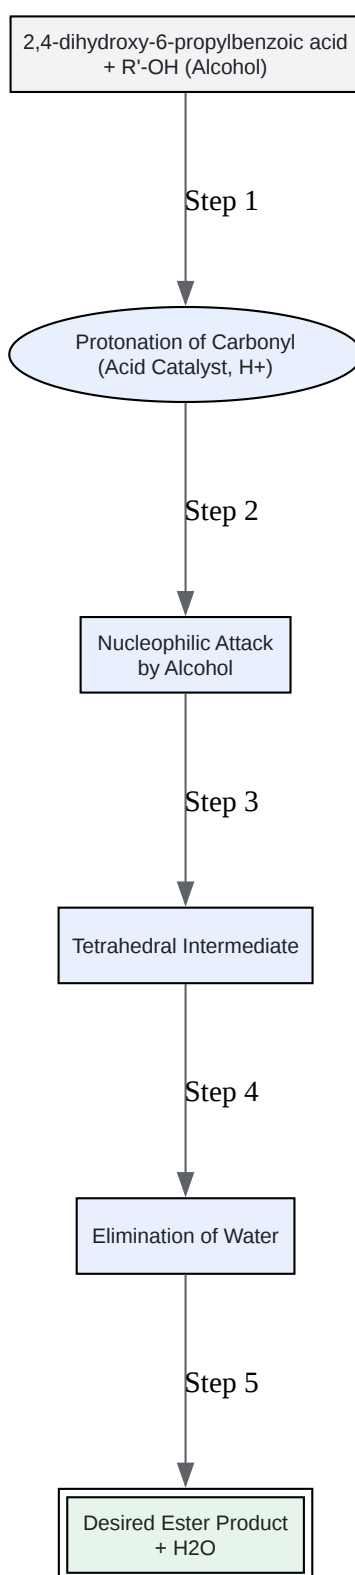 2,4-dihydroxy-6-propylbenzoic acid
+ R'-OH (Alcohol)
Step 1
Protonation of Carbonyl
(Acid Catalyst, H+)
Step 2
Nucleophilic Attack
by Alcohol
Step 3
Tetrahedral Intermediate
Step 4
Elimination of Water
Step 5
Desired Ester Product
+ H2O